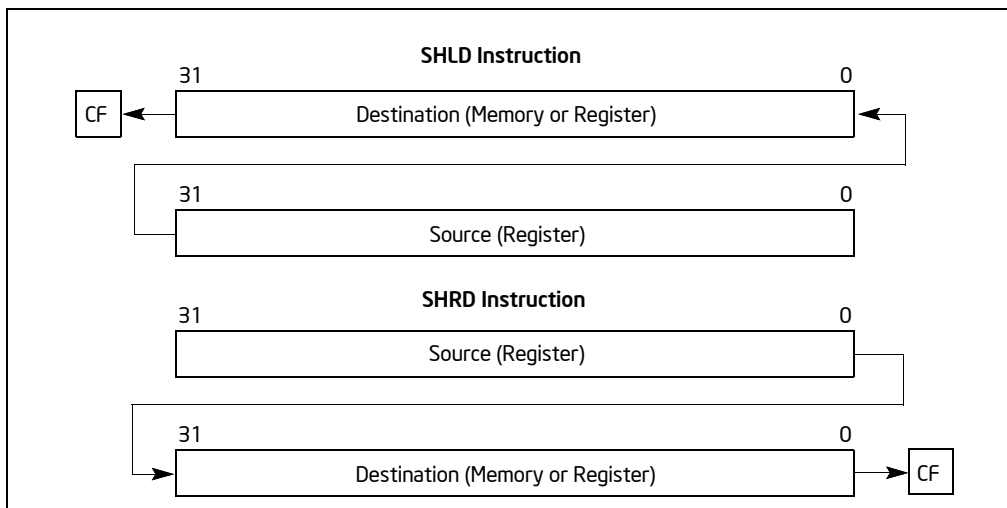 SHLD Instruction
31 0
CF Destination (Memory or Register)
31 0
Source (Register)
SHRD Instruction
31 0
Source (Register)
31 0
Destination (Memory or Register) CF